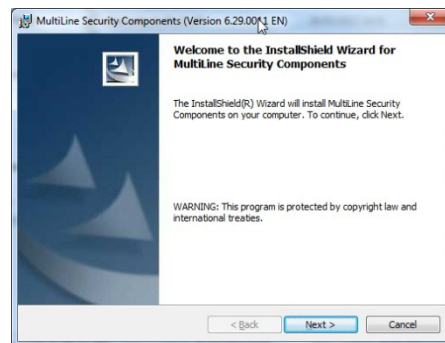 MultiLine Security Components (Version 6.29.0011 EN)
Welcome to the InstallShield Wizard for
MultiLine Security Components
The InstallShield(R) Wizard will install MultiLine Security
Components on your computer. To continue, click Next.
WARNING: This program is protected by copyright law and
international treaties.
< Back
Next >
Cancel